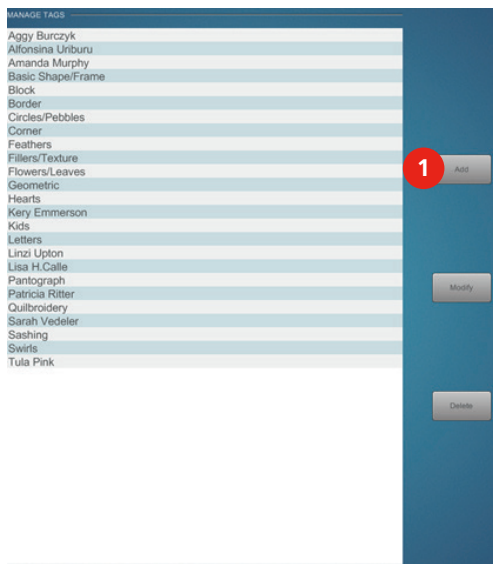 MANAGE TAGS
Aggy Burczyk
Alfonsina Uriburu
Amanda Murphy
Basic Shape/Frame
Block
Border
Circles/Pebbles
Corner
Feathers
Fillers/Texture
Flowers/Leaves
Geometric
Hearts
Kery Emmerson
Kids
Letters
Linzi Upton
Lisa H.Calle
Pantograph
Patricia Ritter
Quilbroidery
Sarah Vedeler
Sashing
Swirls
Tula Pink
1 Add
Modify
Delete